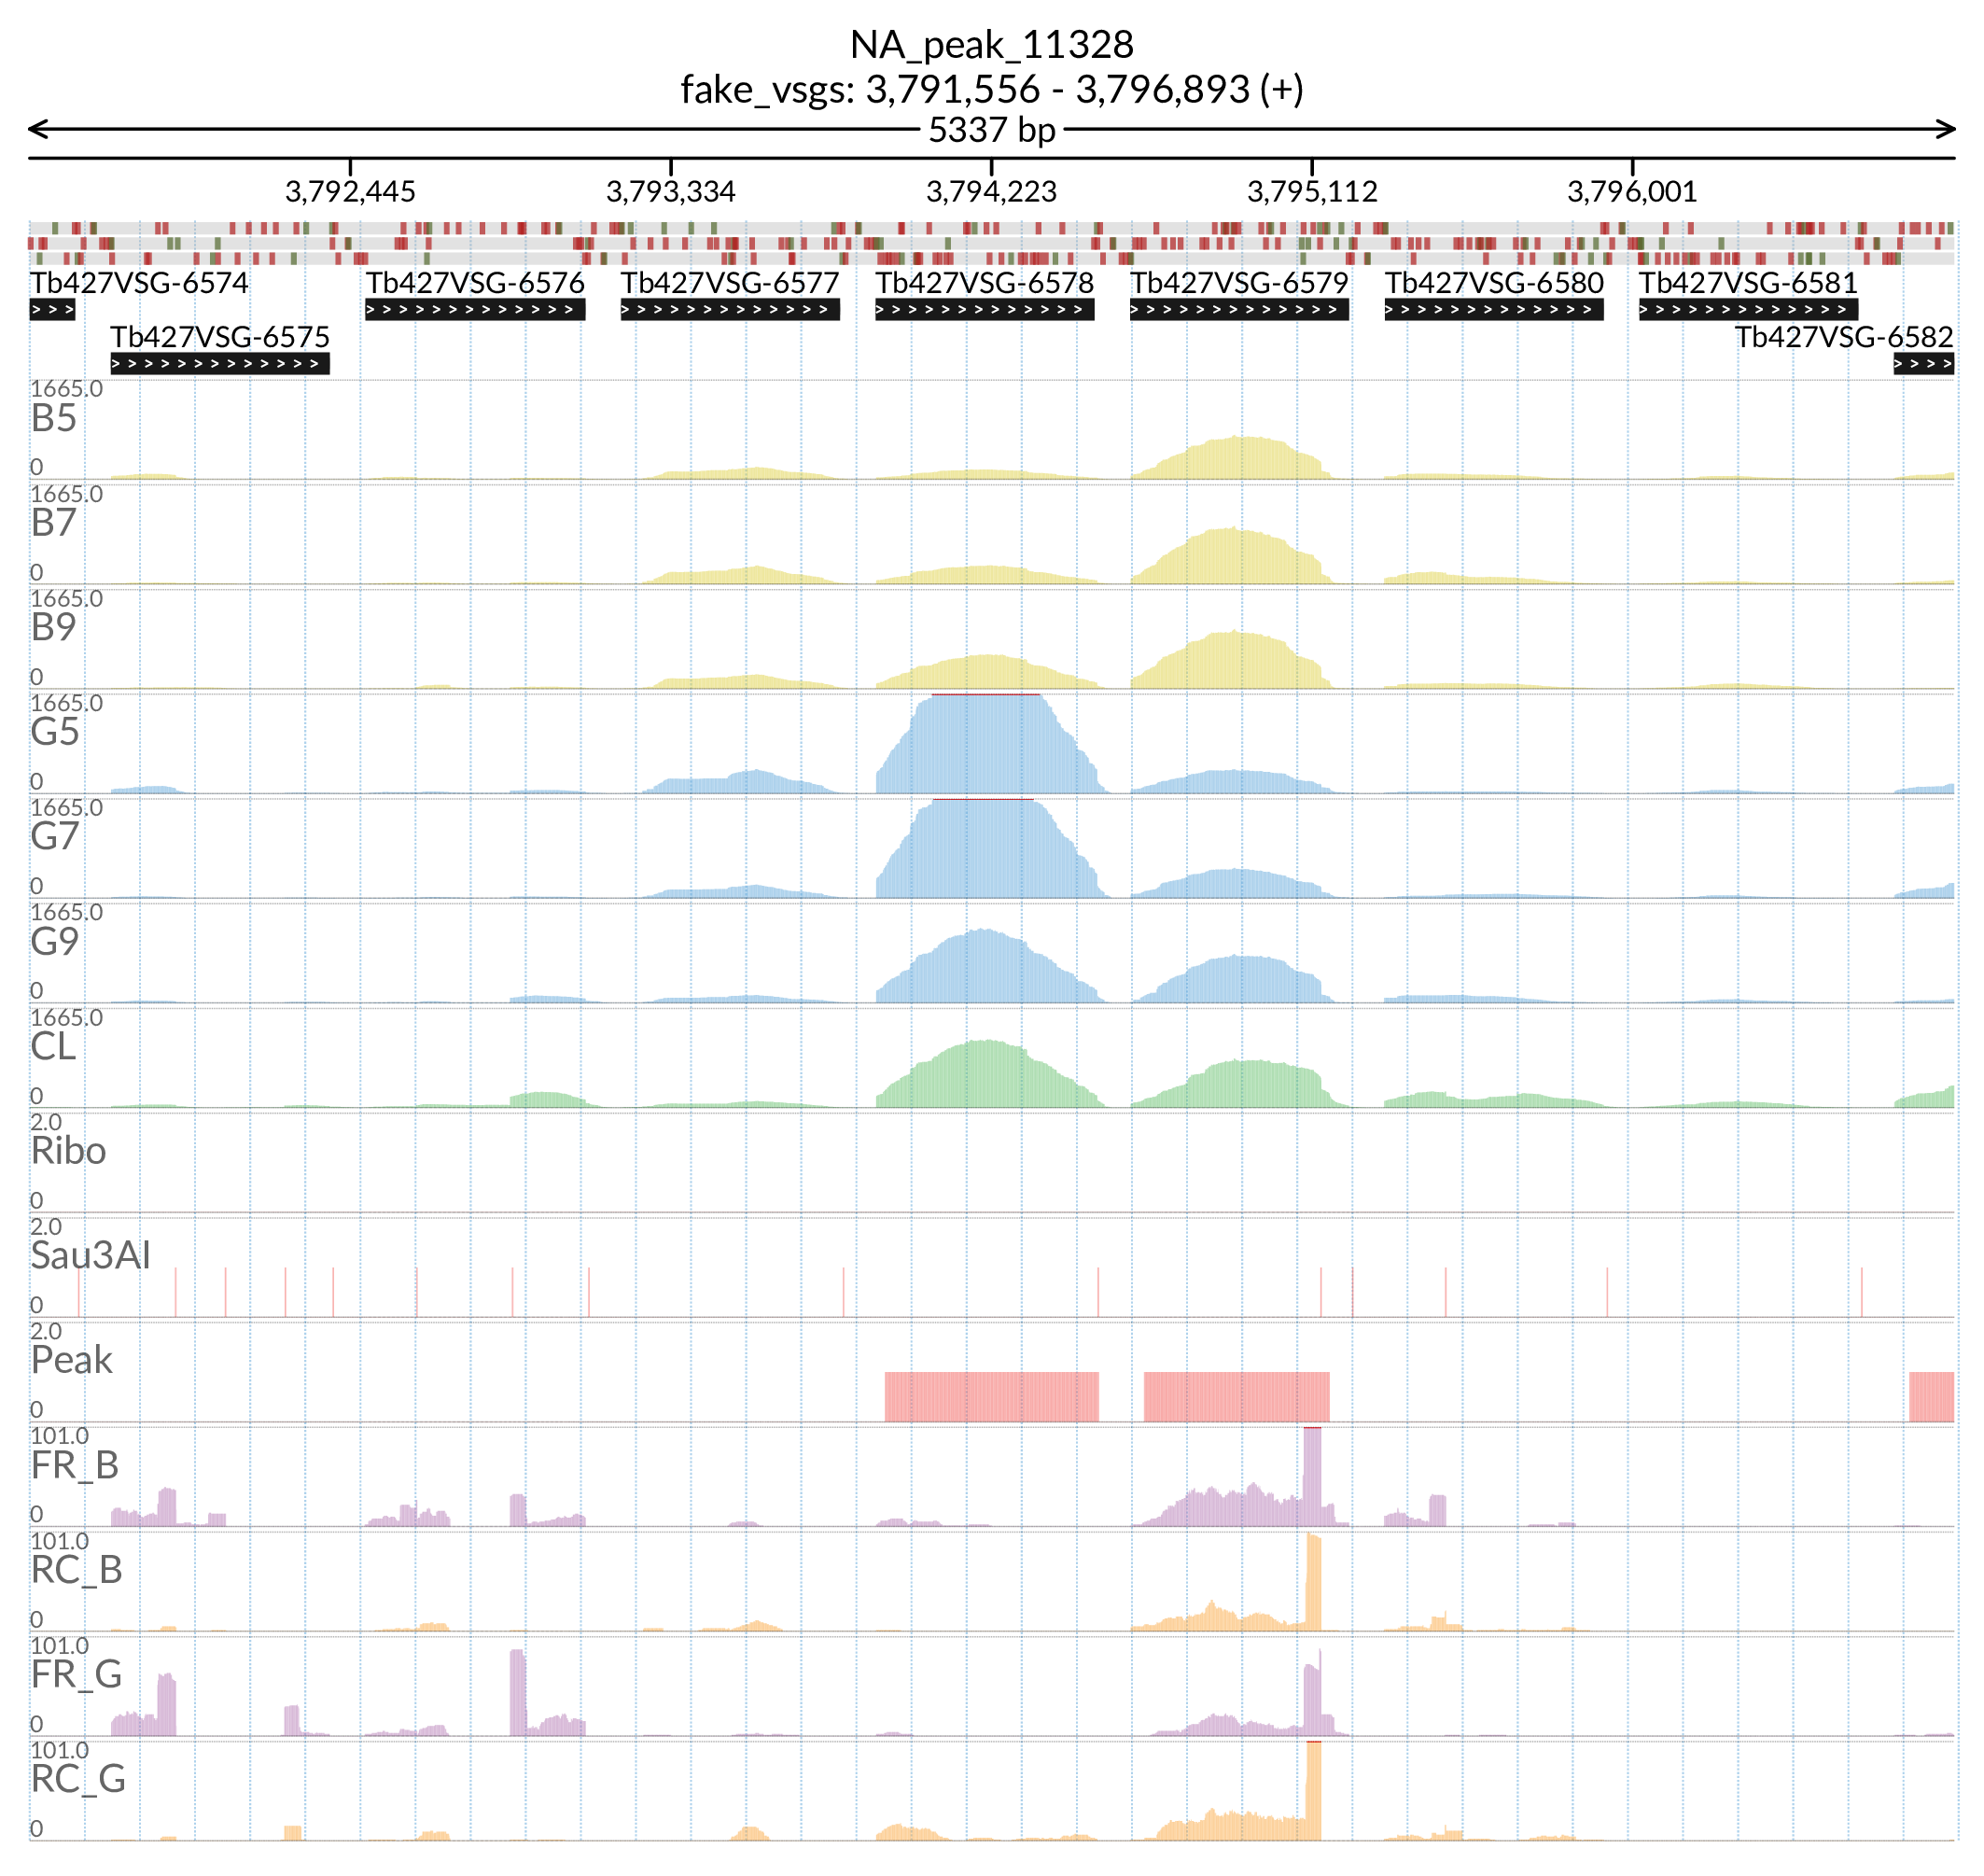 NA_peak_11328
fake_vsgs: 3,791,556 - 3,796,893 (+)
5337 bp
3,792,445 3,793,334 3,794,223 3,795,112 3,796,001
Tb427VSG-6574 Tb427VSG-6576 Tb427VSG-6577 Tb427VSG-6578 Tb427VSG-6579 Tb427VSG-6580 Tb427VSG-6581
Tb427VSG-6575 Tb427VSG-6582
1665.0
B5
0
1665.0
B7
0
1665.0
B9
0
1665.0
G5
0
1665.0
G7
0
1665.0
G9
0
1665.0
CL
0
2.0
Ribo
0
2.0
Sau3AI
0
2.0
Peak
0
101.0
FR_B
0
101.0
RC_B
0
101.0
FR_G
0
101.0
RC_G
0